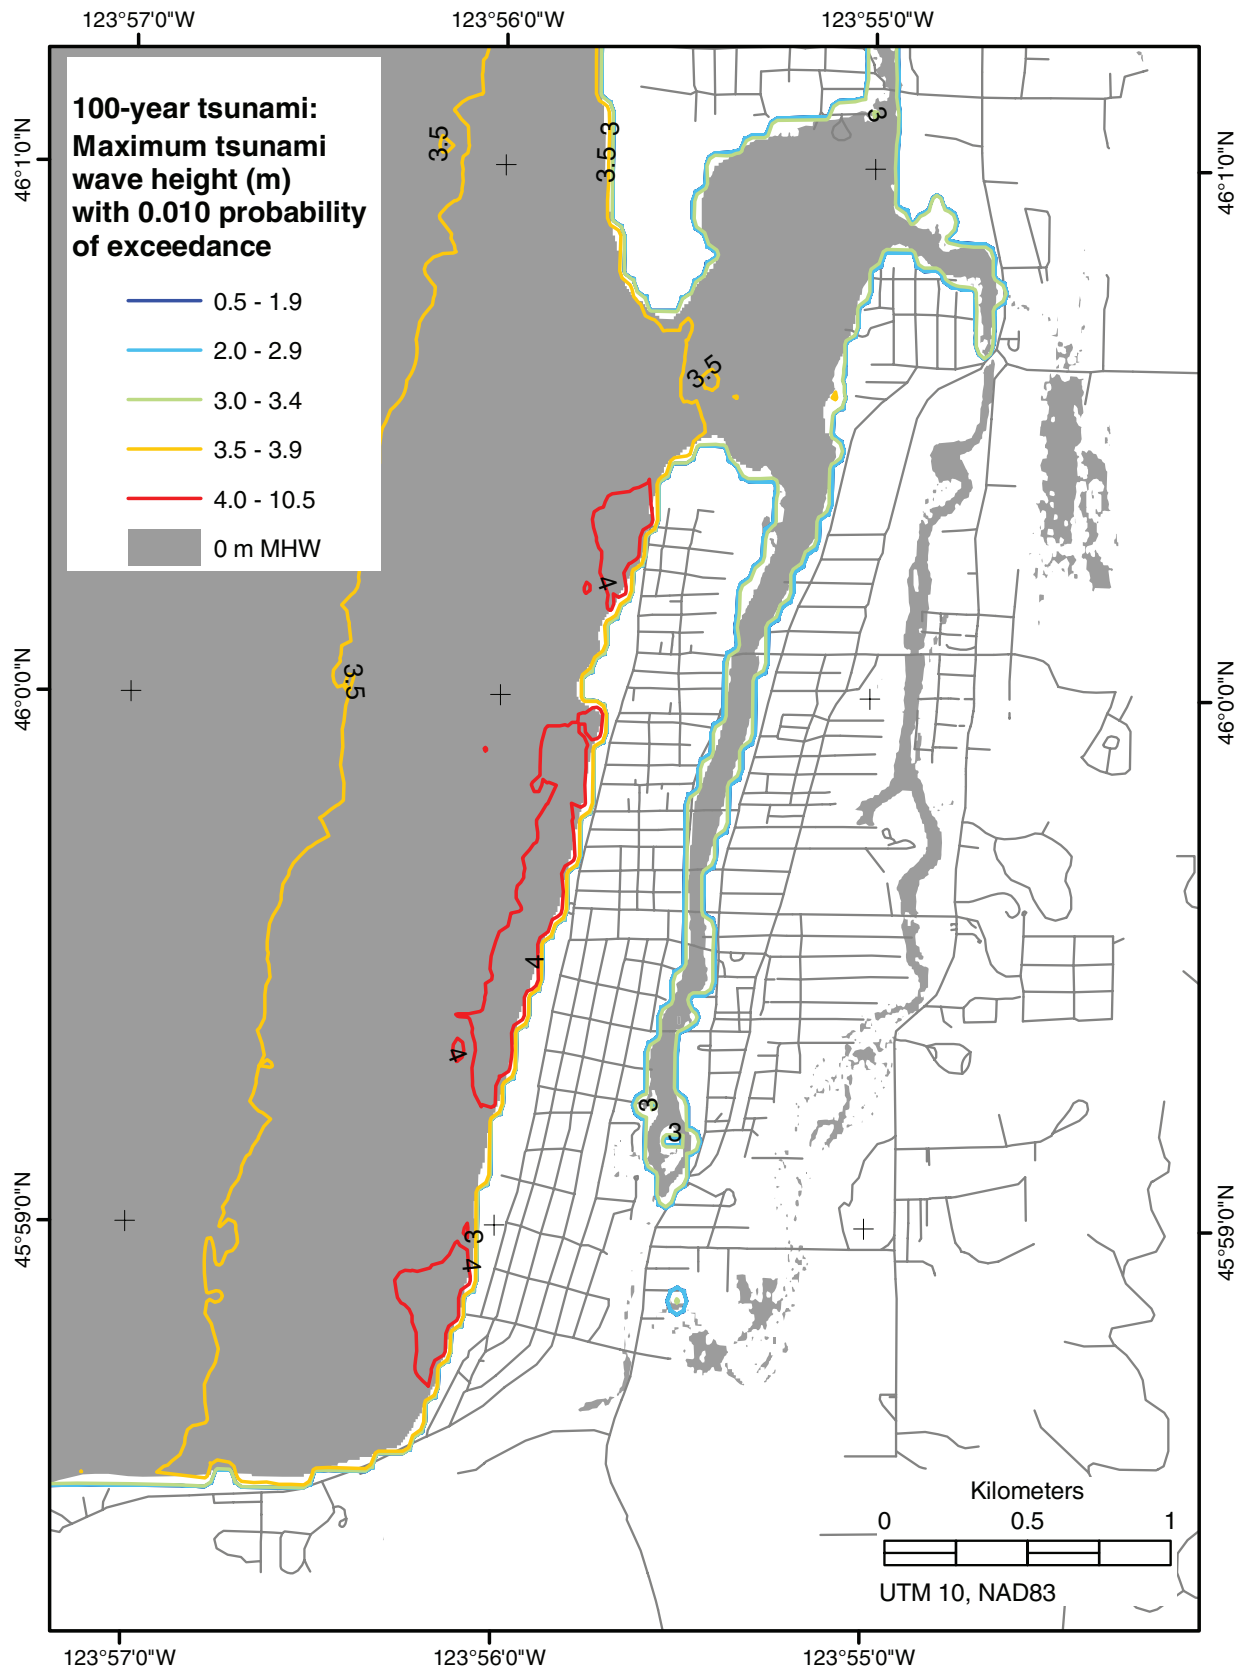 123°57'0"W
123°56'0"W
123°55'0"W
100-year tsunami:
Maximum tsunami
wave height (m)
with 0.010 probability
of exceedance
0.5 - 1.9
2.0 - 2.9
3.0 - 3.4
3.5 - 3.9
4.0 - 10.5
0 m MHW
46°1'0"N
46°1'0"N
3.5
3
3.5
3
3.5
4
46°0'0"N
46°0'0"N
3.5
4
4
3
3
45°59'0"N
45°59'0"N
3
4
Kilometers
0
0.5
1
UTM 10, NAD83
123°57'0"W
123°56'0"W
123°55'0"W